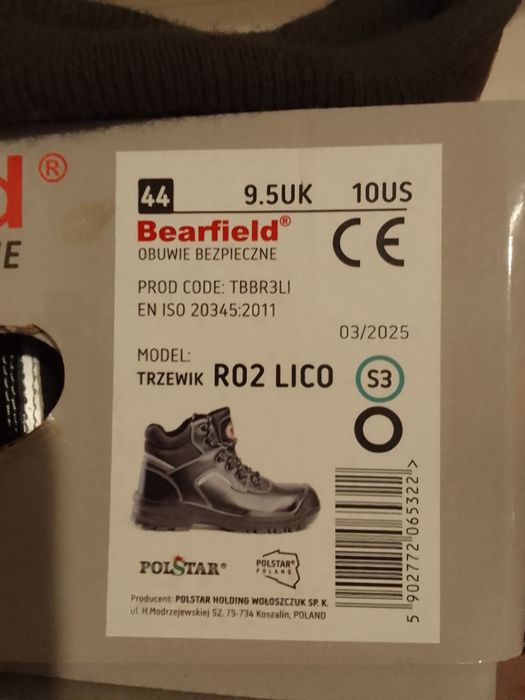 d®
IE
44 9.5UK 10US
Bearfield®
OBUWIE BEZPIECZNE
CE
PROD CODE: TBBR3LI
EN ISO 20345:2011
03/2025
MODEL:
TRZEWIK R02 LICO
S3
POLSTAR®
POLSTAR®
POLAND
5 902772 065322 >
Producent: POLSTAR HOLDING WOŁOSZCZUK SP. K.
ul. H.Modrzejewskiej 52, 75-734 Koszalin, POLAND